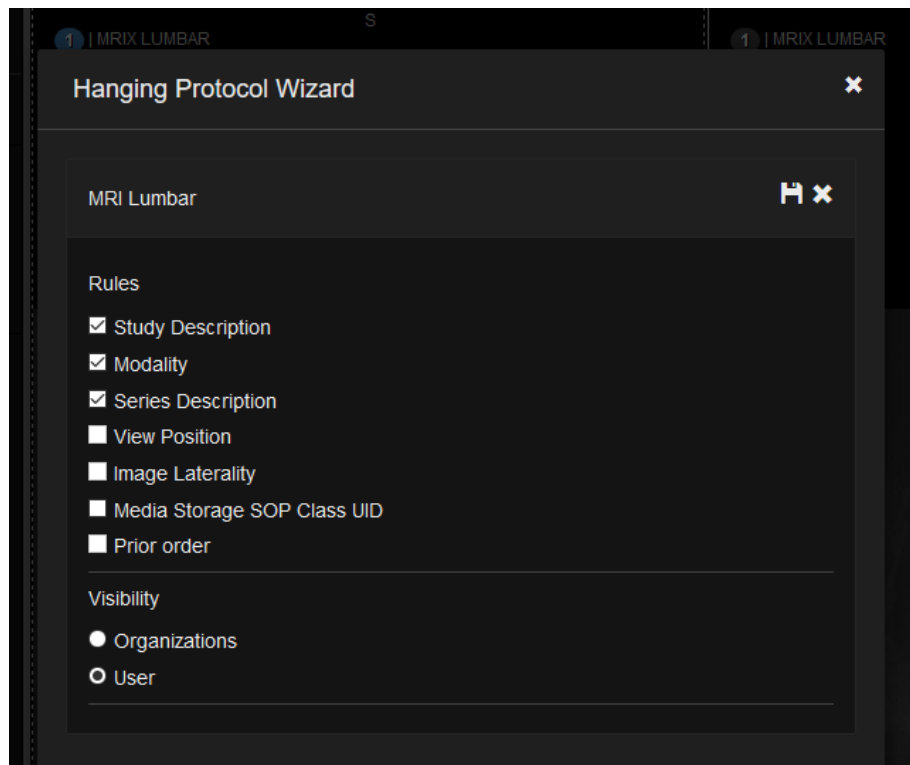 S
1 | MRIX LUMBAR
1 | MRIX LUMBAR
Hanging Protocol Wizard
MRI Lumbar
Rules
Study Description
Modality
Series Description
View Position
Image Laterality
Media Storage SOP Class UID
Prior order
Visibility
Organizations
User